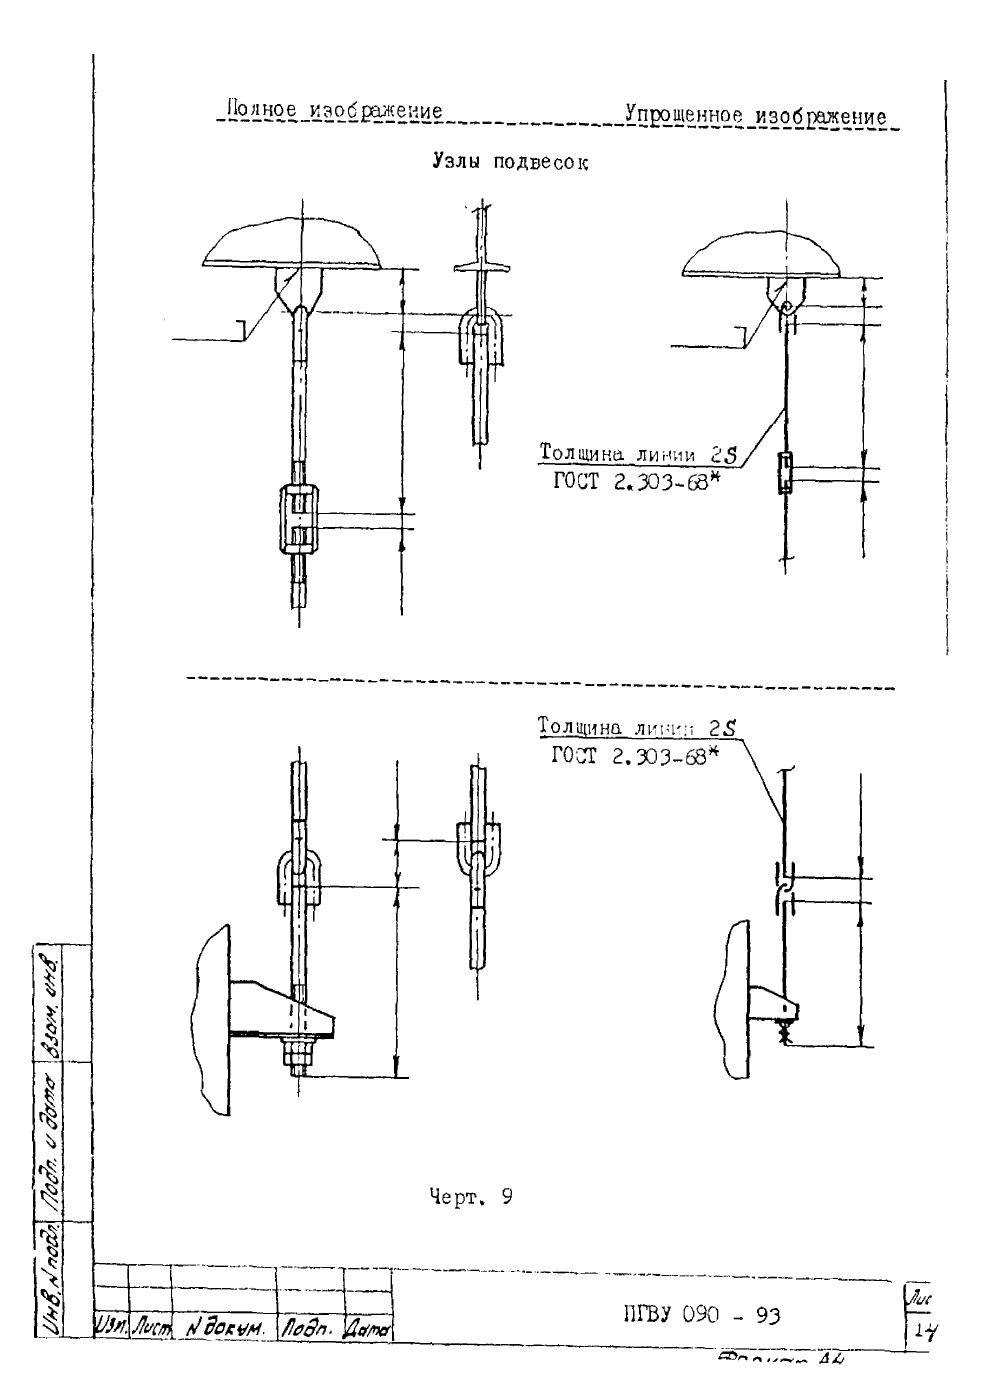 Полное изображение Упрощенное изображение
Узлы подвесок
Толщина линии 2S
ГОСТ 2.303-68*
Толщина линии 2S
ГОСТ 2.303-68*
Черт. 9
Инв. N подл. Подп. и дата Взам. инв.
Изм. Лист N докум. Подп. Дата
ПГВУ 090 - 93
Лис
14
Формат А4